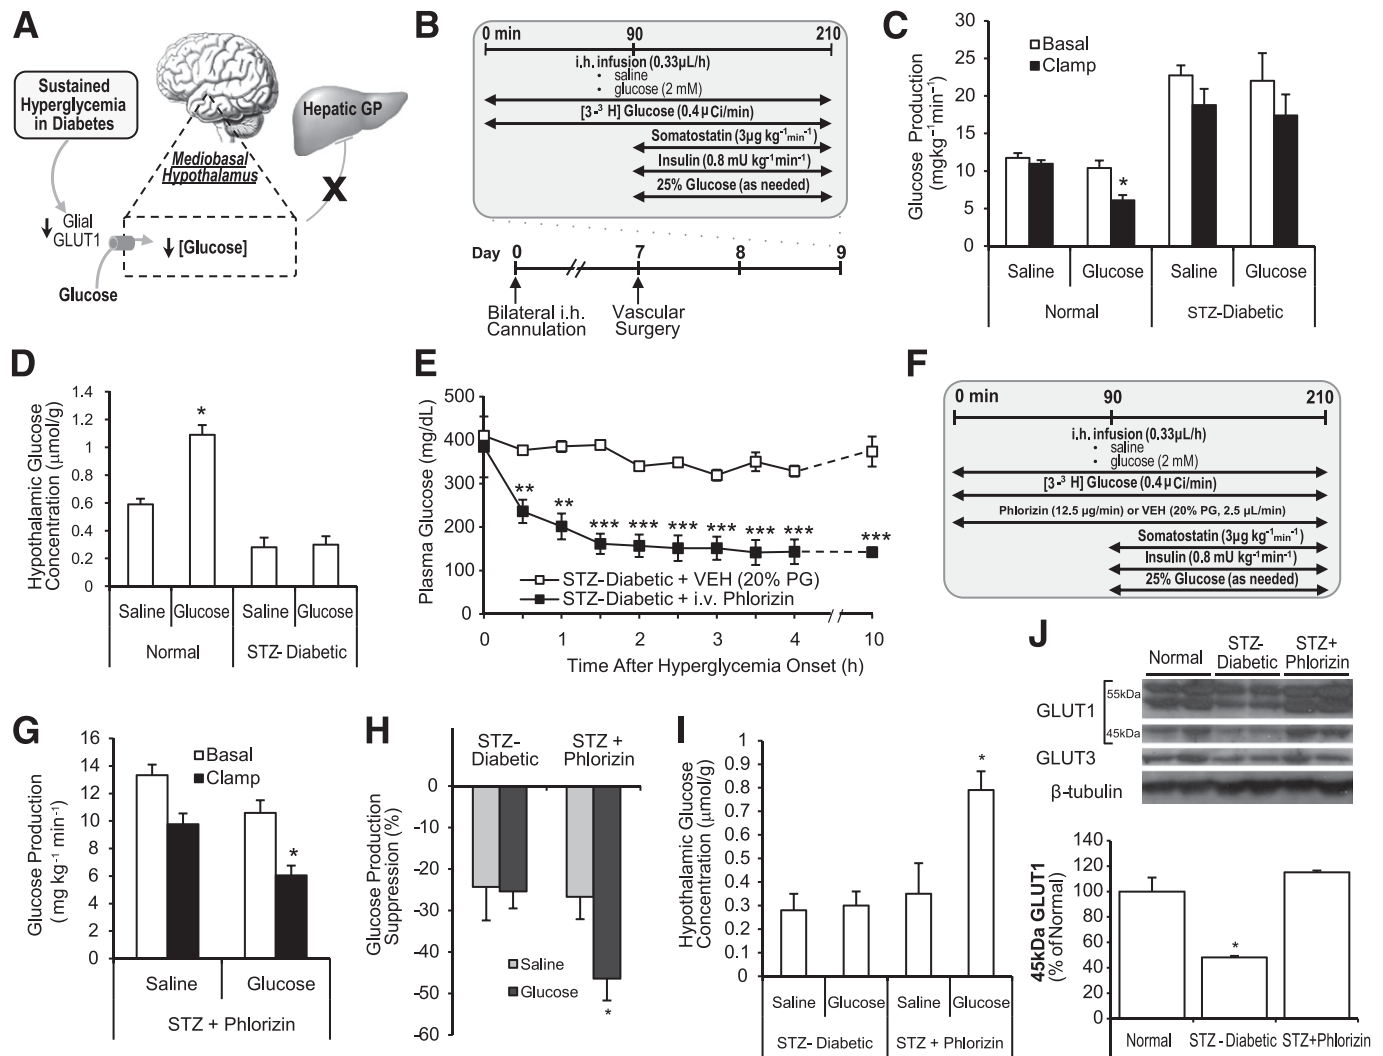 A
Sustained
Hyperglycemia
in Diabetes
Hepatic GP
Mediobasal
Hypothalamus
X
↓ Glial
GLUT1
↓ [Glucose]
Glucose
B
0 min 90 210
i.h. infusion (0.33µL/h)
• saline
• glucose (2 mM)
[3-³ H] Glucose (0.4 µCi/min)
Somatostatin (3µg kg⁻¹min⁻¹)
Insulin (0.8 mU kg⁻¹min⁻¹)
25% Glucose (as needed)
Day 0 7 8 9
Bilateral i.h.
Cannulation
Vascular
Surgery
C
Glucose Production
(mgkg⁻¹min⁻¹)
30
25
20
15
10
5
0
Basal
Clamp
*
Saline Glucose Saline Glucose
Normal STZ-Diabetic
D
Hypothalamic Glucose
Concentration (µmol/g)
1.4
1.2
1
0.8
0.6
0.4
0.2
0
*
Saline Glucose Saline Glucose
Normal STZ- Diabetic
E
Plasma Glucose (mg/dL)
500
400
300
200
100
0
** ** *** *** *** *** *** *** ***
STZ-Diabetic + VEH (20% PG)
STZ-Diabetic + i.v. Phlorizin
0 1 2 3 4 10
Time After Hyperglycemia Onset (h)
F
0 min 90 210
i.h. infusion (0.33µL/h)
• saline
• glucose (2 mM)
[3-³ H] Glucose (0.4 µCi/min)
Phlorizin (12.5 µg/min) or VEH (20% PG, 2.5 µL/min)
Somatostatin (3µg kg⁻¹min⁻¹)
Insulin (0.8 mU kg⁻¹min⁻¹)
25% Glucose (as needed)
G
Glucose Production
(mg kg⁻¹ min⁻¹)
16
14
12
10
8
6
4
2
0
Basal
Clamp
*
Saline Glucose
STZ + Phlorizin
H
Glucose Production
Suppression (%)
STZ-
Diabetic
STZ +
Phlorizin
0
-10
-20
-30
-40
-50
-60
Saline
Glucose
*
I
Hypothalamic Glucose
Concentration (µmol/g)
1
0.9
0.8
0.7
0.6
0.5
0.4
0.3
0.2
0.1
0
*
Saline Glucose Saline Glucose
STZ- Diabetic STZ + Phlorizin
J
Normal
STZ-
Diabetic
STZ+
Phlorizin
GLUT1
55kDa
45kDa
GLUT3
β-tubulin
45kDa GLUT1
(% of Normal)
140
120
100
80
60
40
20
0
*
Normal STZ - Diabetic STZ+Phlorizin